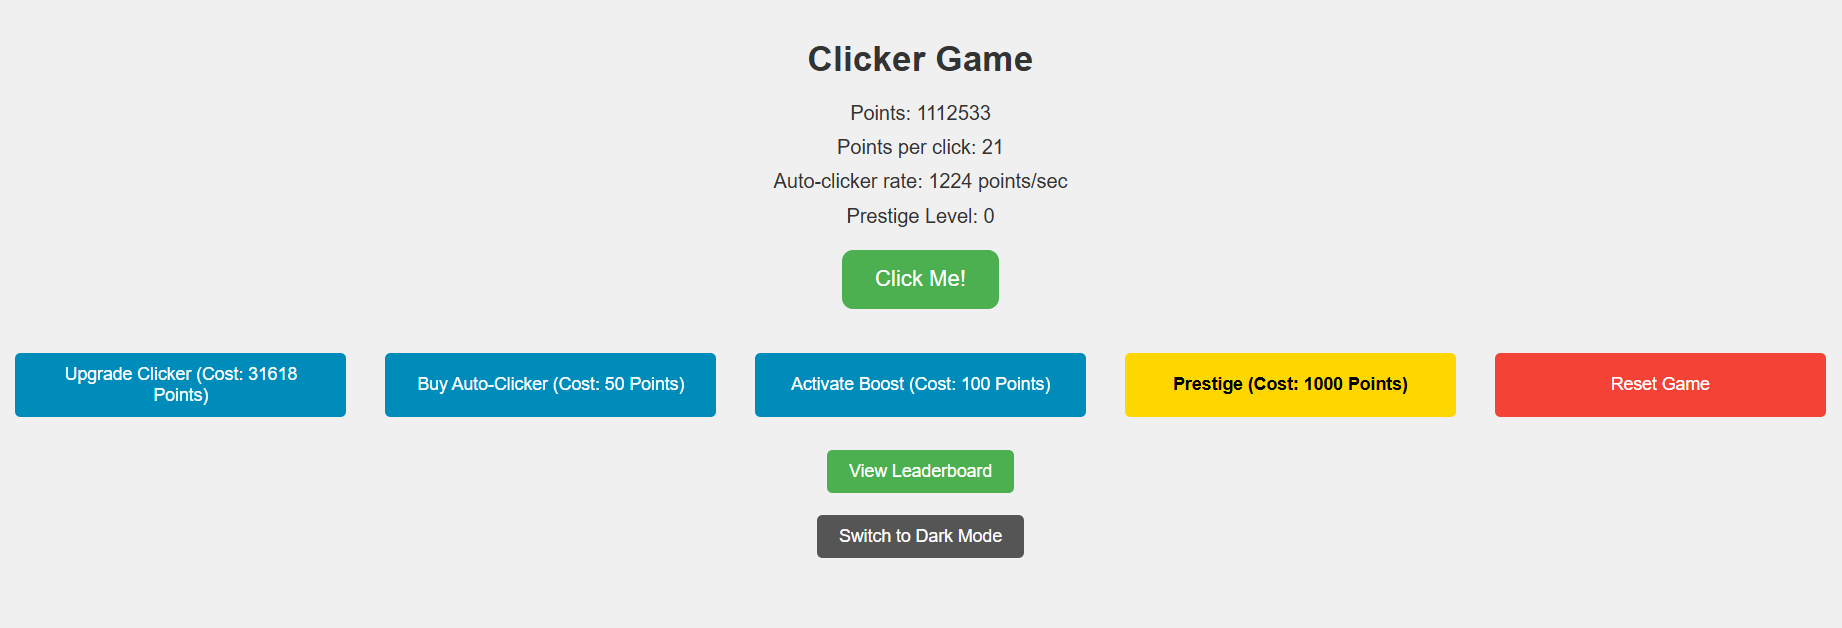 Clicker Game
Points: 1112533
Points per click: 21
Auto-clicker rate: 1224 points/sec
Prestige Level: 0
Click Me!
Upgrade Clicker (Cost: 31618
Points)
Buy Auto-Clicker (Cost: 50 Points)
Activate Boost (Cost: 100 Points)
Prestige (Cost: 1000 Points)
Reset Game
View Leaderboard
Switch to Dark Mode